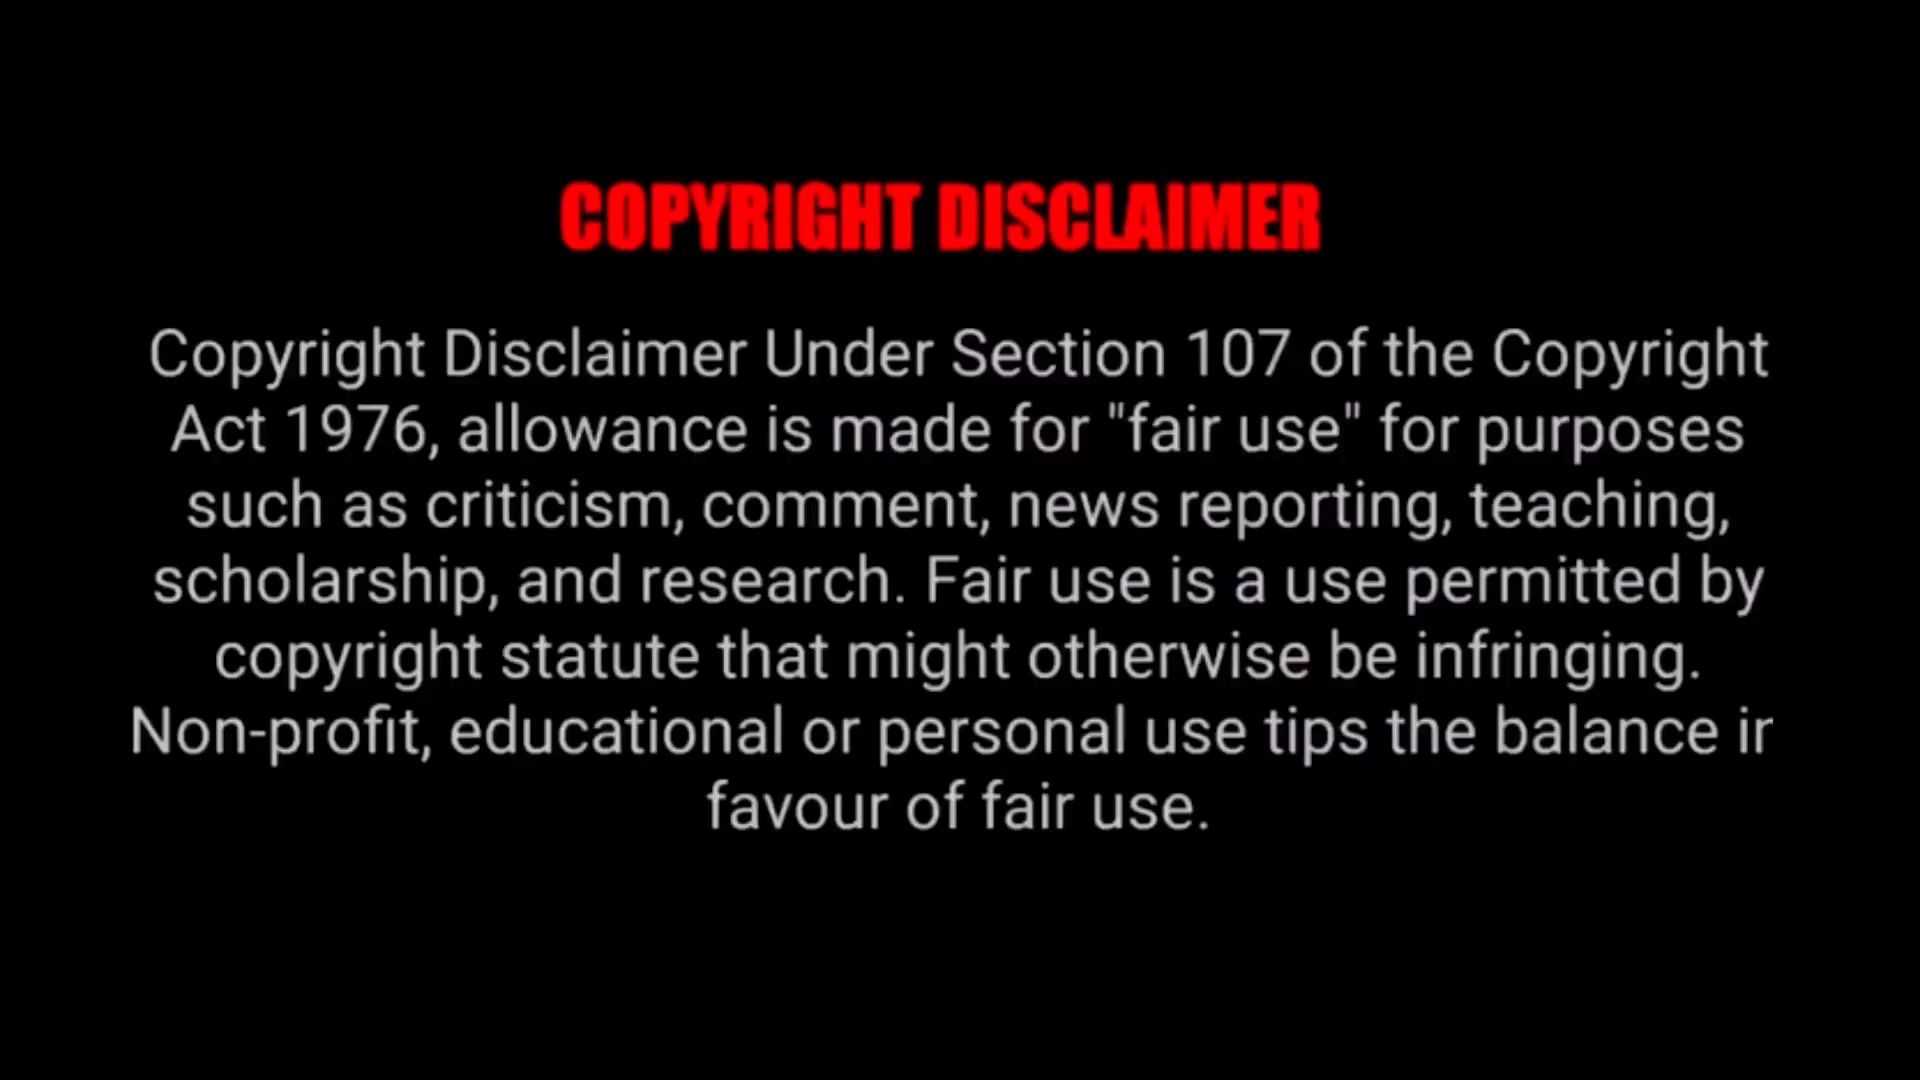 COPYRIGHT DISCLAIMER
Copyright Disclaimer Under Section 107 of the Copyright
Act 1976, allowance is made for "fair use" for purposes
such as criticism, comment, news reporting, teaching,
scholarship, and research. Fair use is a use permitted by
copyright statute that might otherwise be infringing.
Non-profit, educational or personal use tips the balance ir
favour of fair use.